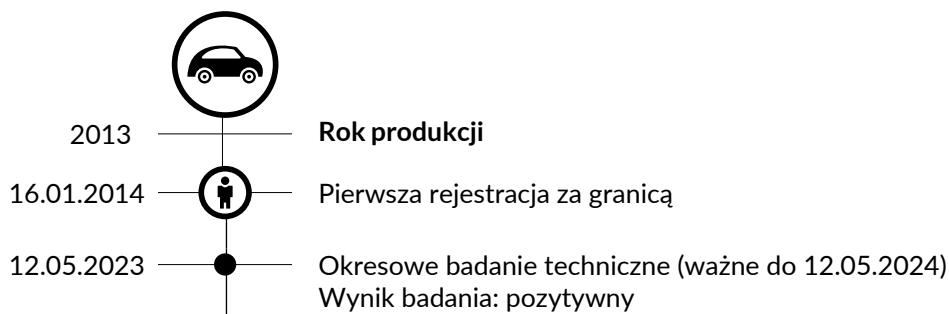 2013 Rok produkcji
16.01.2014 Pierwsza rejestracja za granicą
12.05.2023 Okresowe badanie techniczne (ważne do 12.05.2024)
Wynik badania: pozytywny